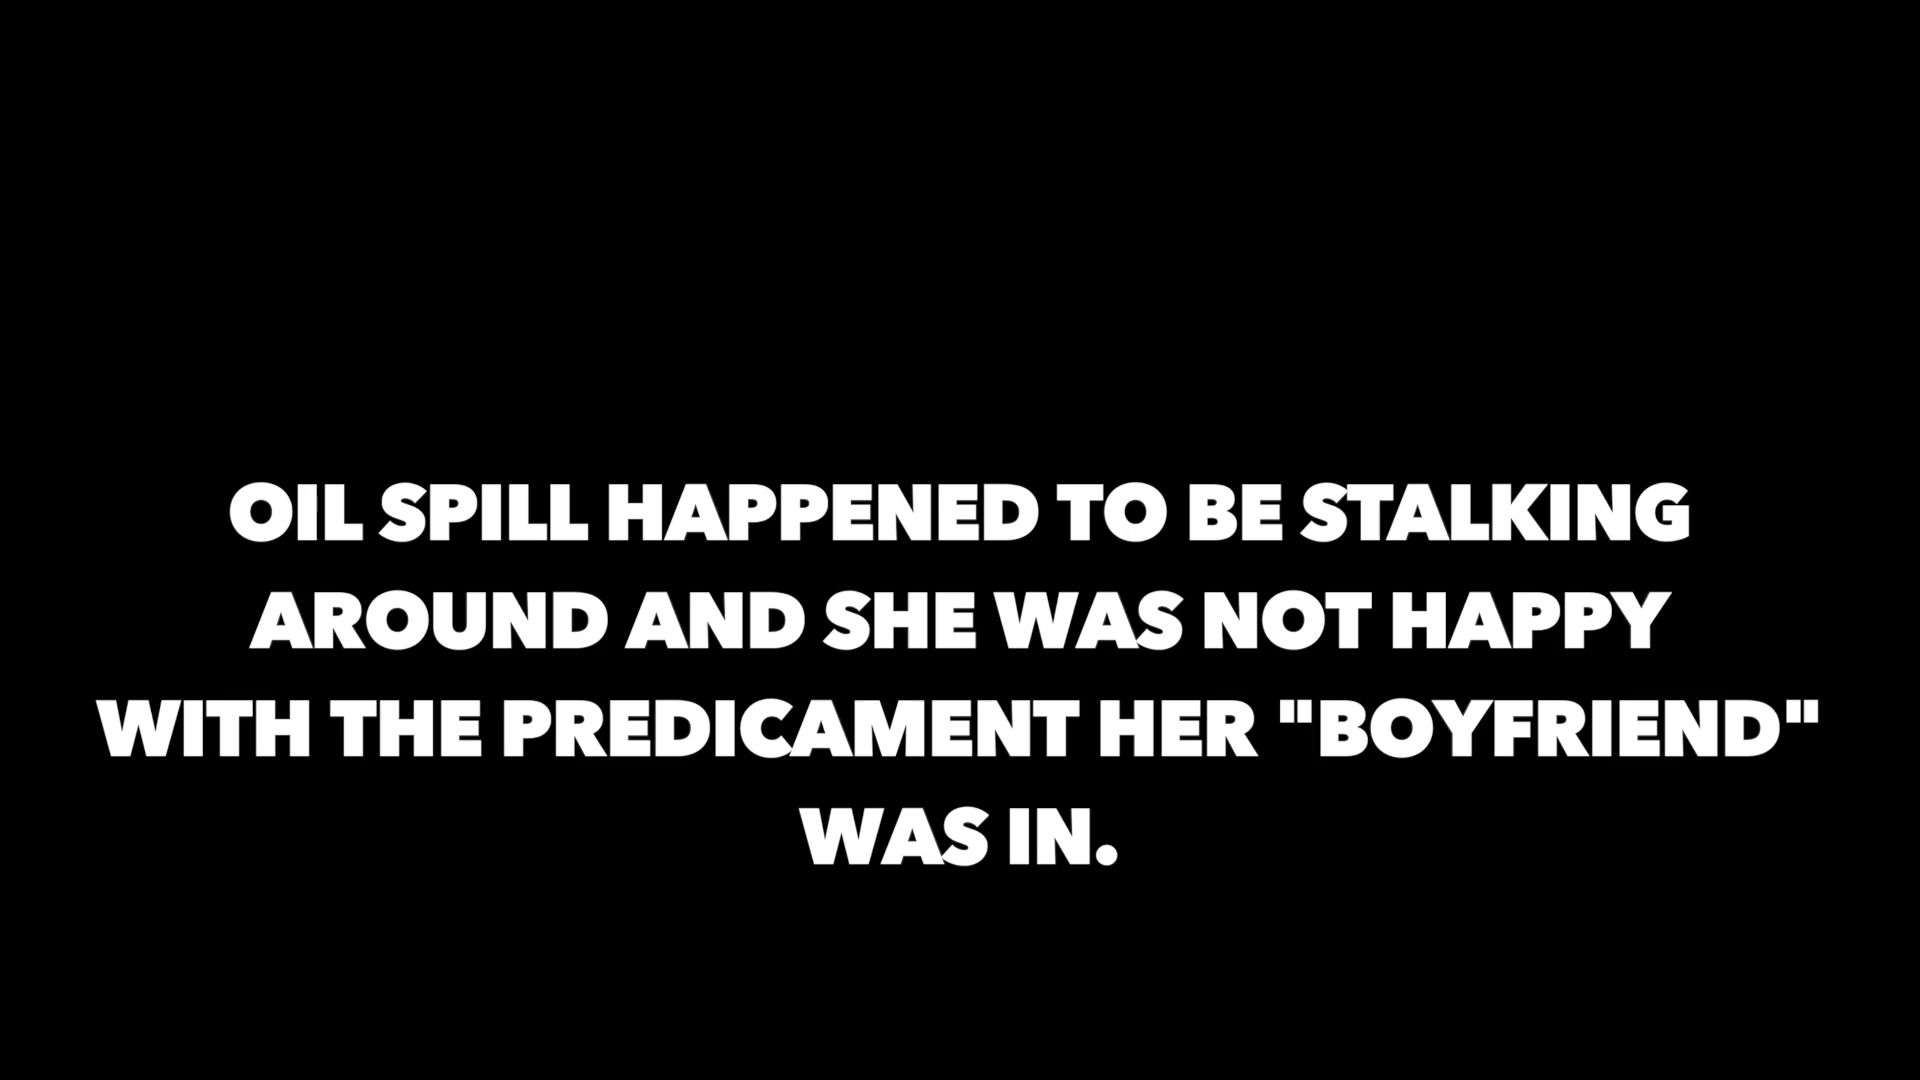 OIL SPILL HAPPENED TO BE STALKING
AROUND AND SHE WAS NOT HAPPY
WITH THE PREDICAMENT HER "BOYFRIEND"
WAS IN.